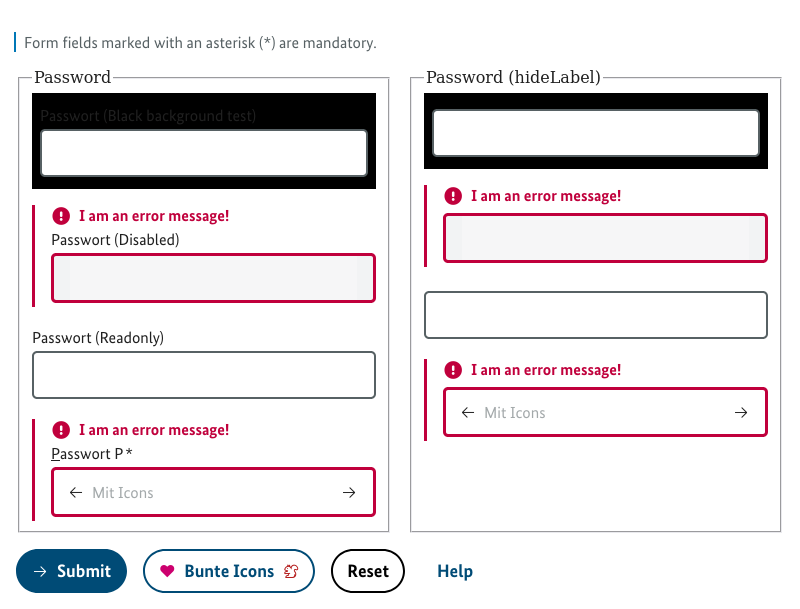 Form fields marked with an asterisk (*) are mandatory.
Password
Passwort (Black background test)
I am an error message!
Passwort (Disabled)
Passwort (Readonly)
I am an error message!
Passwort P*
Mit Icons
Password (hideLabel)
I am an error message!
I am an error message!
Mit Icons
Submit
Bunte Icons
Reset
Help